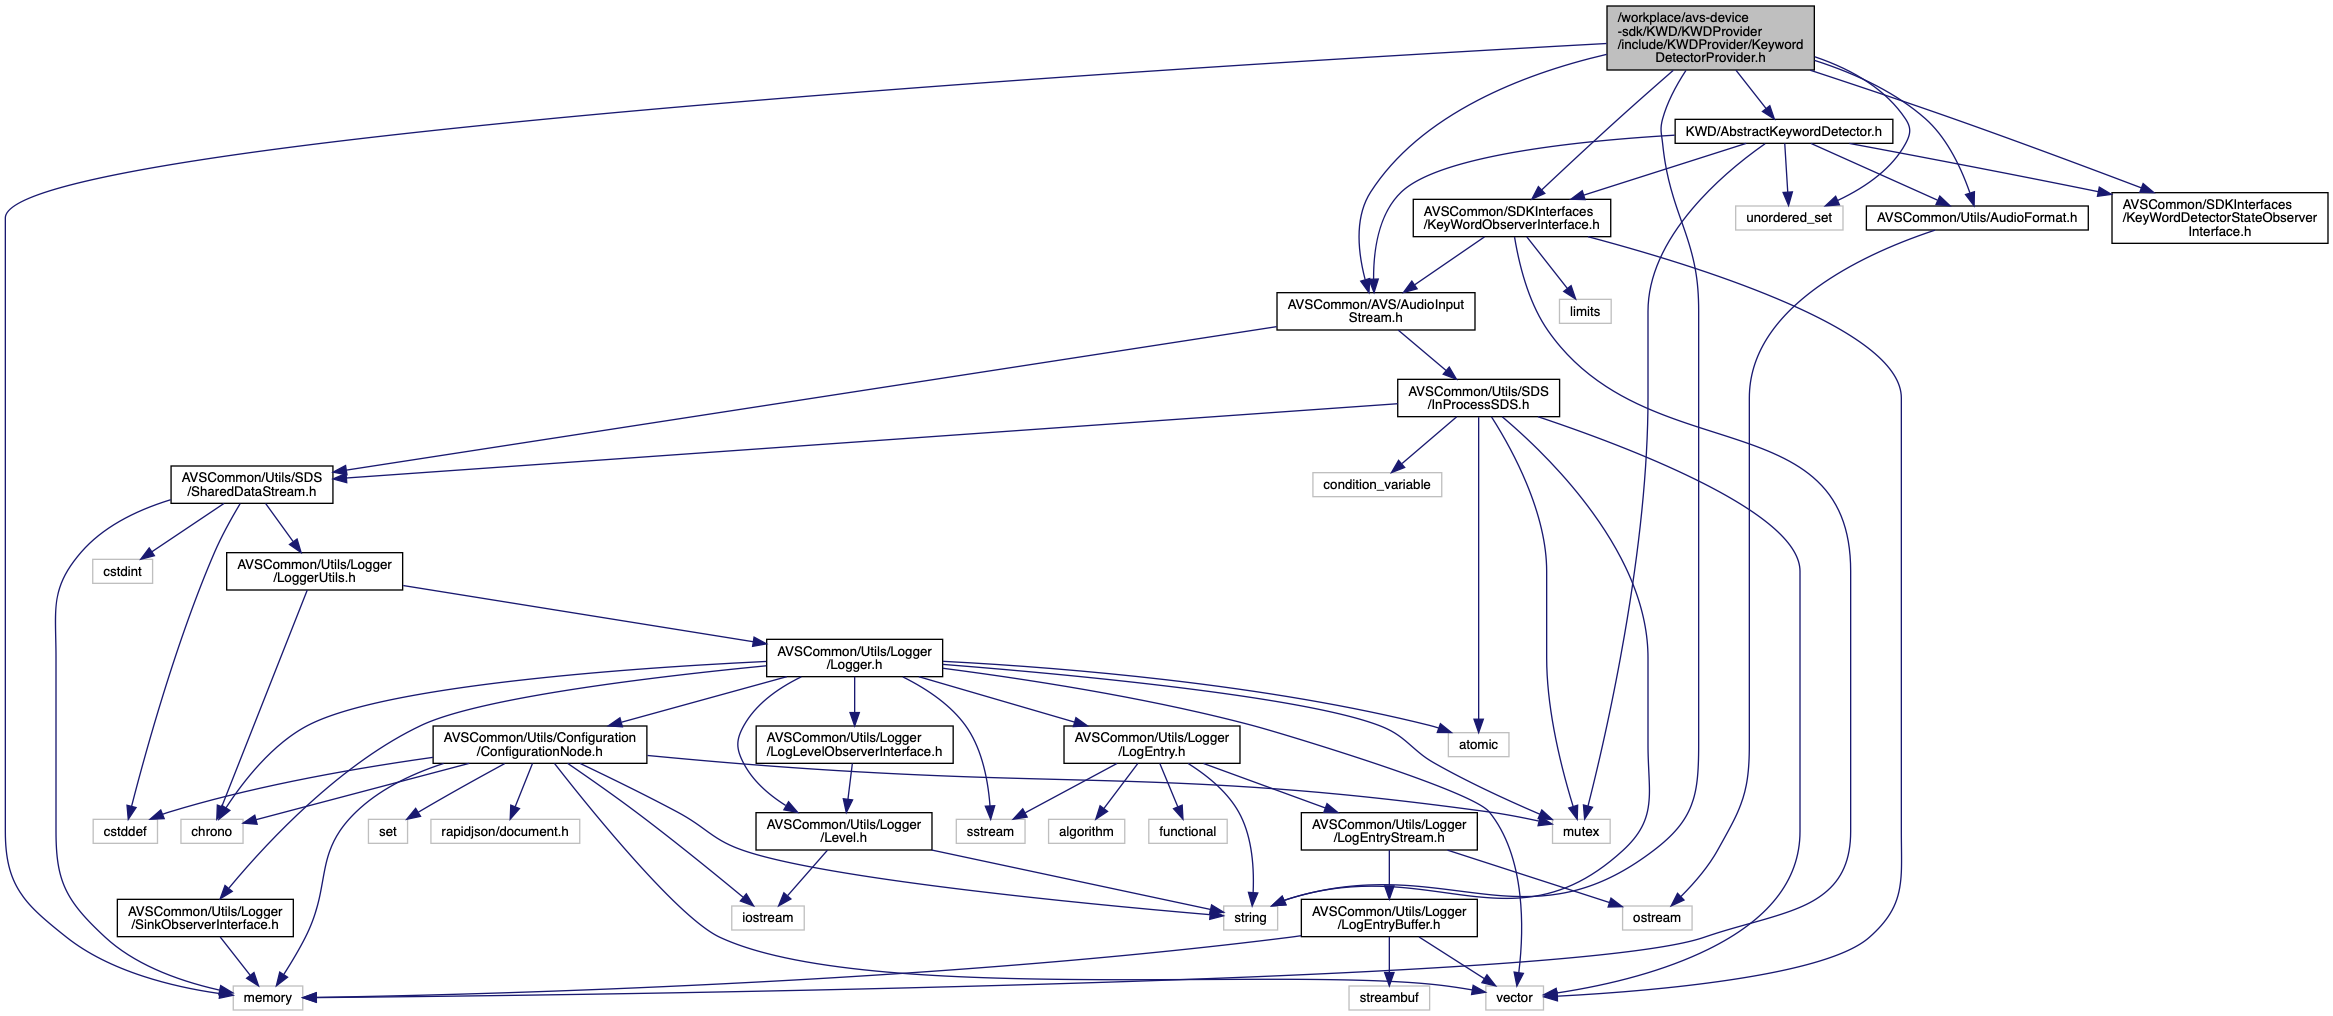 /workplace/avs-device
-sdk/KWD/KWDProvider
/include/KWDProvider/Keyword
DetectorProvider.h
KWD/AbstractKeywordDetector.h
AVSCommon/SDKInterfaces
/KeyWordObserverInterface.h
unordered_set
AVSCommon/Utils/AudioFormat.h
AVSCommon/SDKInterfaces
/KeyWordDetectorStateObserver
Interface.h
AVSCommon/AVS/AudioInput
Stream.h
limits
AVSCommon/Utils/SDS
/InProcessSDS.h
AVSCommon/Utils/SDS
/SharedDataStream.h
condition_variable
cstdint
AVSCommon/Utils/Logger
/LoggerUtils.h
AVSCommon/Utils/Logger
/Logger.h
AVSCommon/Utils/Configuration
/ConfigurationNode.h
AVSCommon/Utils/Logger
/LogLevelObserverInterface.h
AVSCommon/Utils/Logger
/LogEntry.h
atomic
cstddef
chrono
set
rapidjson/document.h
AVSCommon/Utils/Logger
/Level.h
sstream
algorithm
functional
AVSCommon/Utils/Logger
/LogEntryStream.h
mutex
AVSCommon/Utils/Logger
/SinkObserverInterface.h
iostream
string
AVSCommon/Utils/Logger
/LogEntryBuffer.h
ostream
memory
streambuf
vector